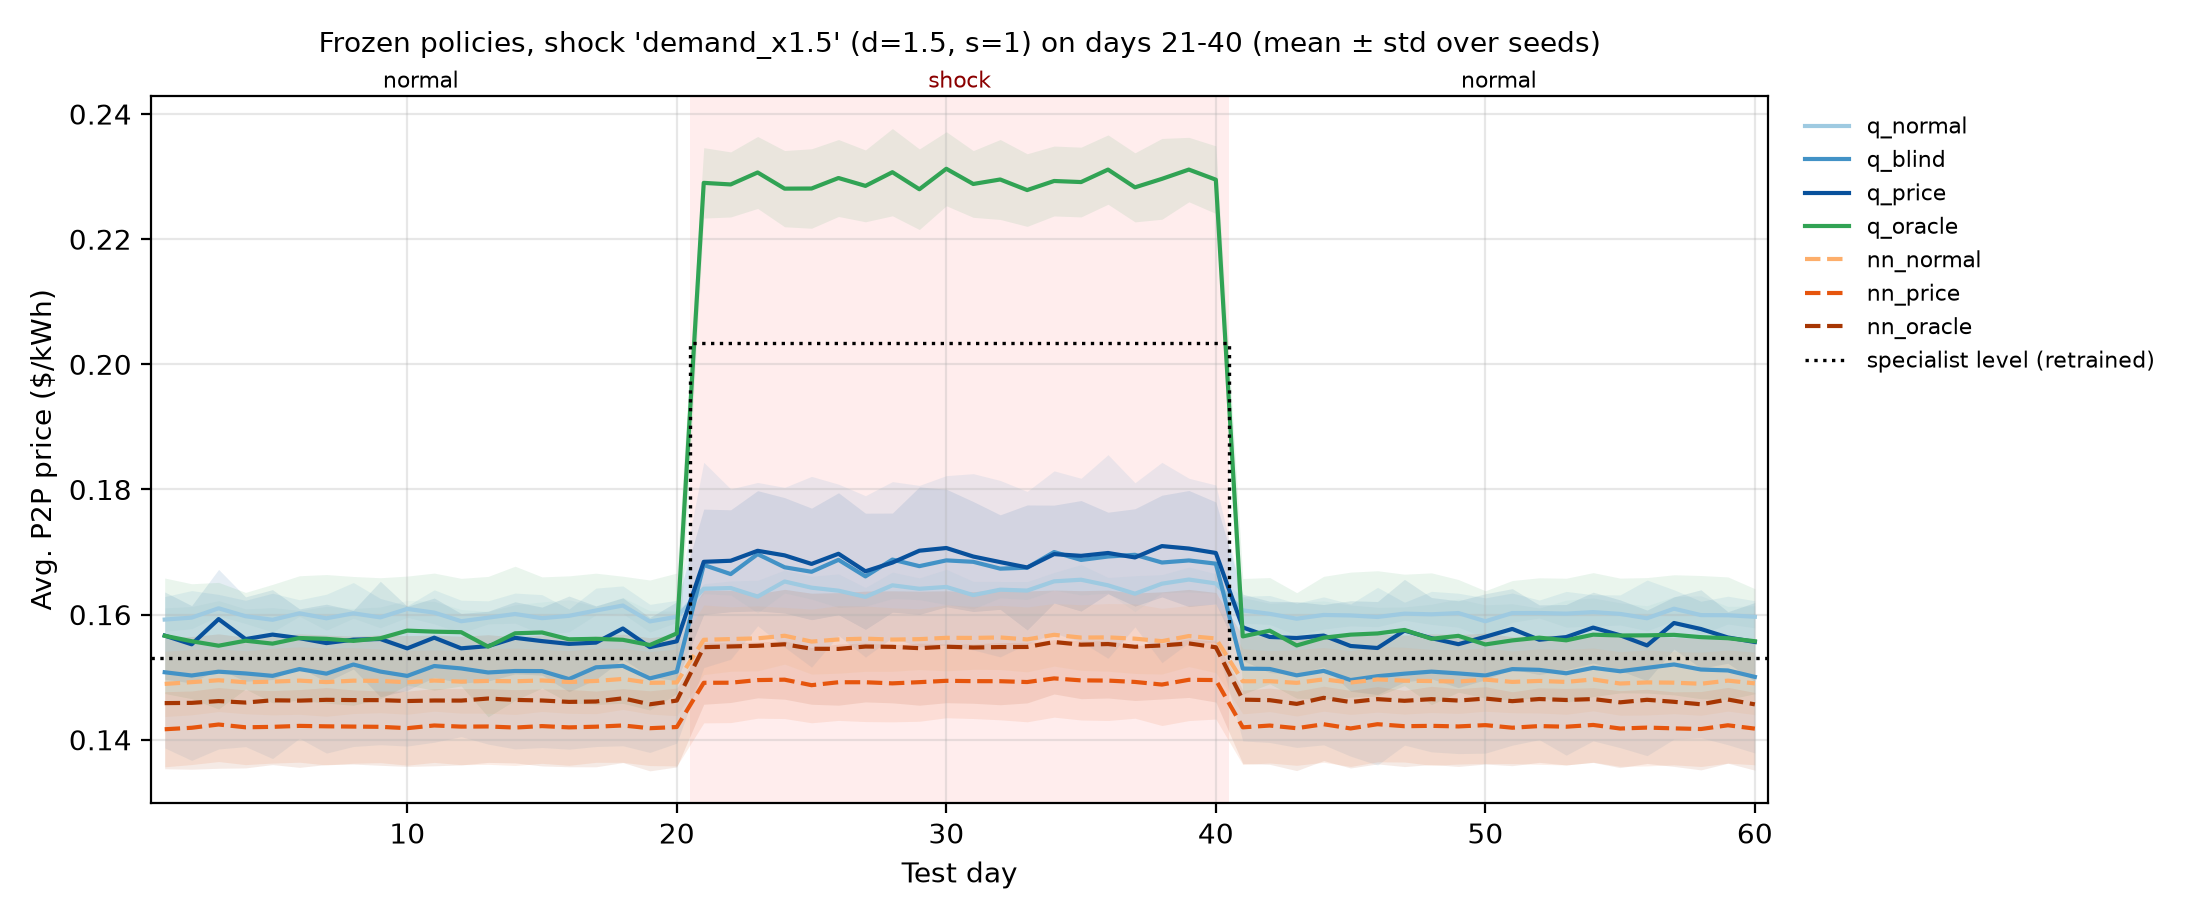 Frozen policies, shock 'demand_x1.5' (d=1.5, s=1) on days 21-40 (mean ± std over seeds)
normal
shock
normal
Avg. P2P price ($/kWh)
0.24
0.22
0.20
0.18
0.16
0.14
10
20
30
40
50
60
Test day
q_normal
q_blind
q_price
q_oracle
nn_normal
nn_price
nn_oracle
specialist level (retrained)